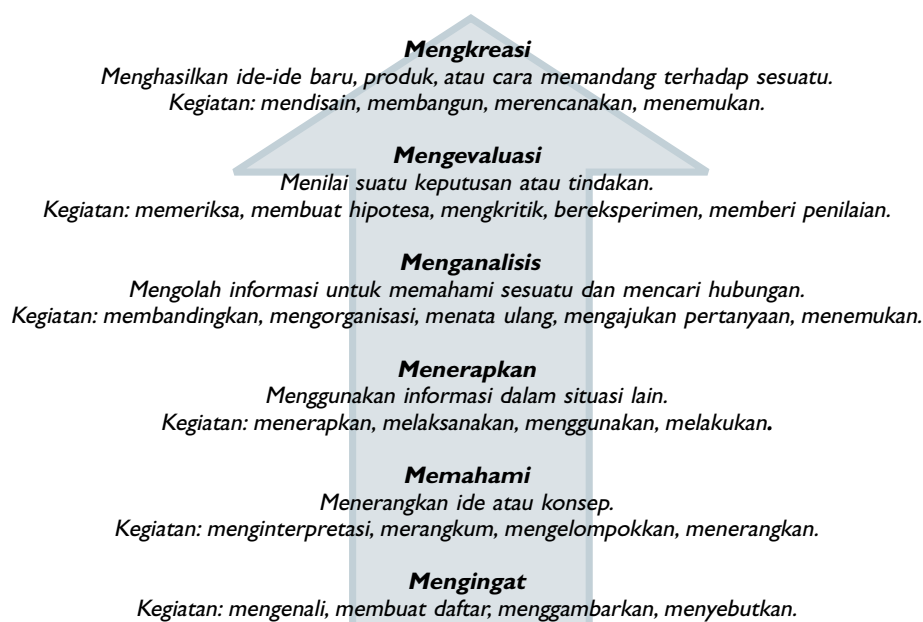 Mengkreasi
Menghasilkan ide-ide baru, produk, atau cara memandang terhadap sesuatu.
Kegiatan: mendisain, membangun, merencanakan, menemukan.
Mengevaluasi
Menilai suatu keputusan atau tindakan.
Kegiatan: memeriksa, membuat hipotesa, mengkritik, bereksperimen, memberi penilaian.
Menganalisis
Mengolah informasi untuk memahami sesuatu dan mencari hubungan.
Kegiatan: membandingkan, mengorganisasi, menata ulang, mengajukan pertanyaan, menemukan.
Menerapkan
Menggunakan informasi dalam situasi lain.
Kegiatan: menerapkan, melaksanakan, menggunakan, melakukan.
Memahami
Menerangkan ide atau konsep.
Kegiatan: menginterpretasi, merangkum, mengelompokkan, menerangkan.
Mengingat
Kegiatan: mengenali, membuat daftar, menggambarkan, menyebutkan.